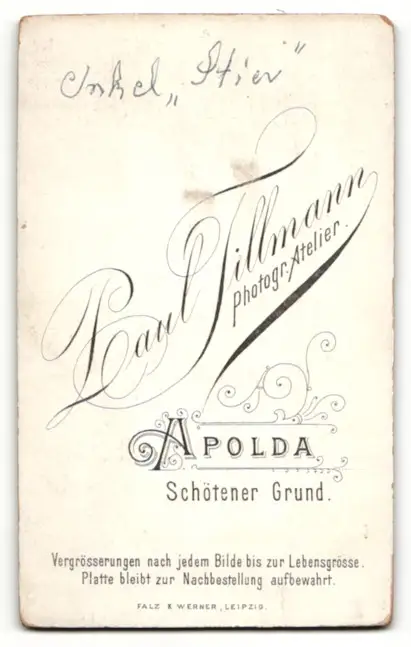 Onkel „Stier"
Paul Tillmann
Photogr. Atelier.
APOLDA
Schötener Grund.
Vergrösserungen nach jedem Bilde bis zur Lebensgrösse.
Platte bleibt zur Nachbestellung aufbewahrt.
FALZ & WERNER, LEIPZIG.